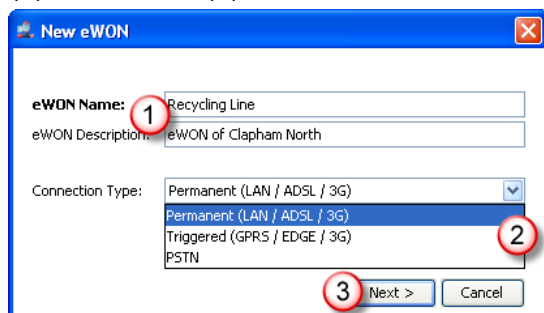 New eWON
eWON Name: 1 Recycling Line
eWON Description: eWON of Clapham North
Connection Type: Permanent (LAN / ADSL / 3G)
Permanent (LAN / ADSL / 3G)
Triggered (GPRS / EDGE / 3G)
PSTN
2
3 Next > Cancel